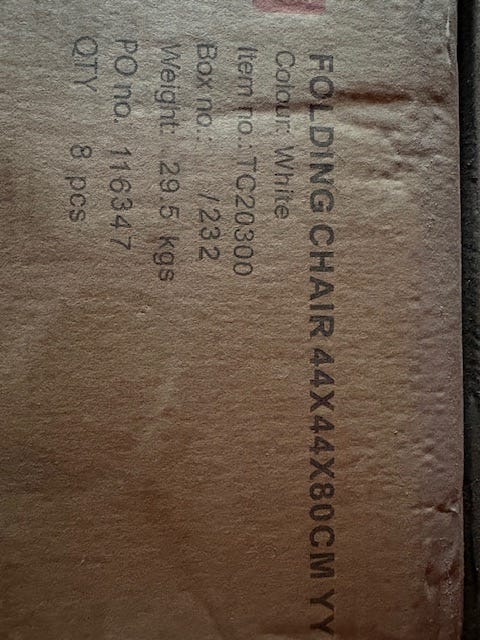 FOLDING CHAIR 44X44X80CM YY
Colour: White
Item no.: TC20300
Box no.: /232
Weight: 29.5 kgs
PO no. 116347
QTY 8 pcs